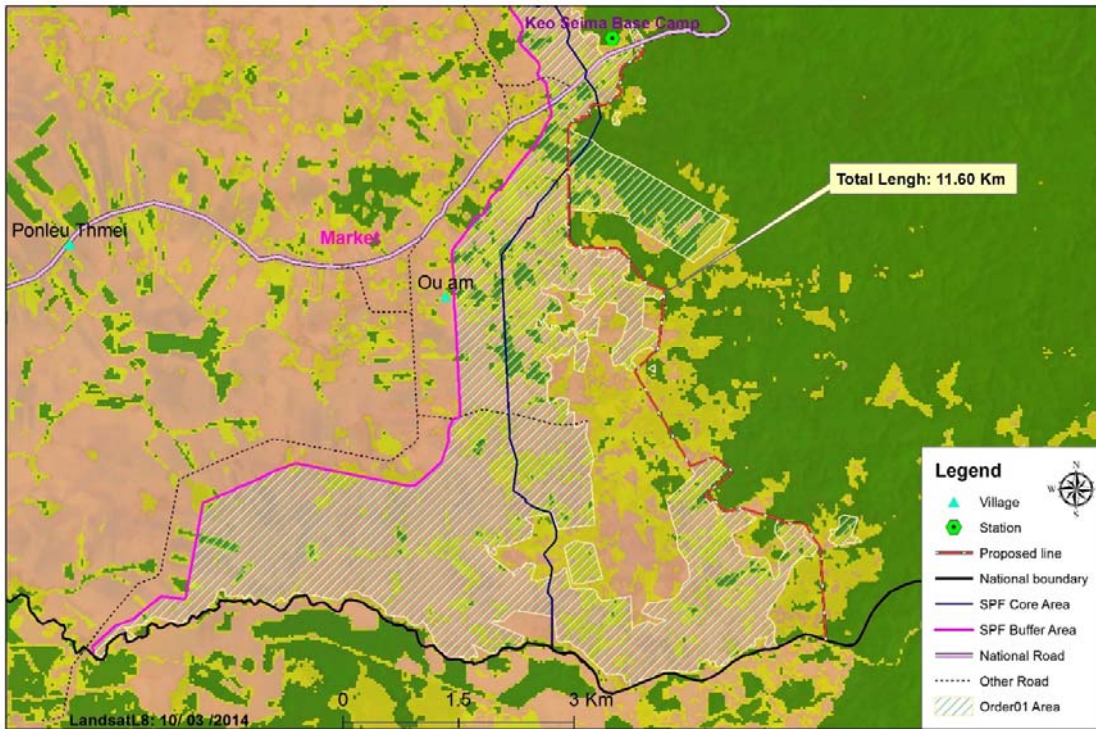 Keo Seima Base Camp
Total Lengh: 11.60 Km
Ponleu Thmei
Market
Ou am
Legend
N
W
E
S
Village
Station
Proposed line
National boundary
SPF Core Area
SPF Buffer Area
National Road
Other Road
Order01 Area
0 1.5 3 Km
LandsatL8: 10/ 03 /2014